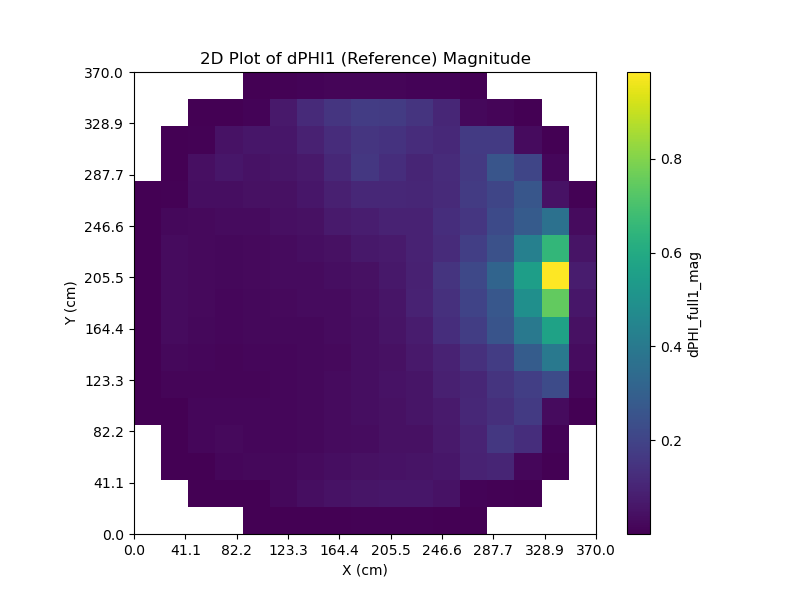 2D Plot of dPHI1 (Reference) Magnitude
370.0
328.9
287.7
246.6
205.5
164.4
123.3
82.2
41.1
0.0
Y (cm)
0.0 41.1 82.2 123.3 164.4 205.5 246.6 287.7 328.9 370.0
X (cm)
0.8
0.6
0.4
0.2
dPHI_full1_mag